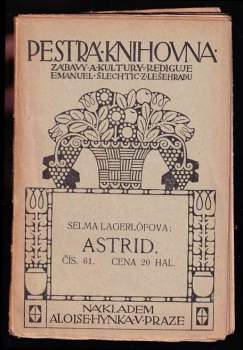 PESTRÁ·KNIHOVNA·
ZÁBAVY·A·KULTURY·REDIGUJE
EMANUEL·ŠLECHTIC·Z·LEŠEHRADU
SELMA LAGERLÖFOVA:
ASTRID.
ČÍS. 61. CENA 20 HAL.
NÁKLADEM
ALOISE·HYNKA·V·PRAZE